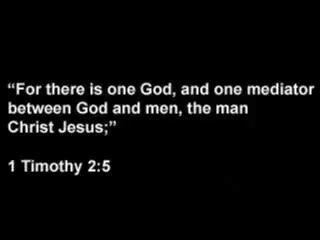 “For there is one God, and one mediator
between God and men, the man
Christ Jesus;”
1 Timothy 2:5